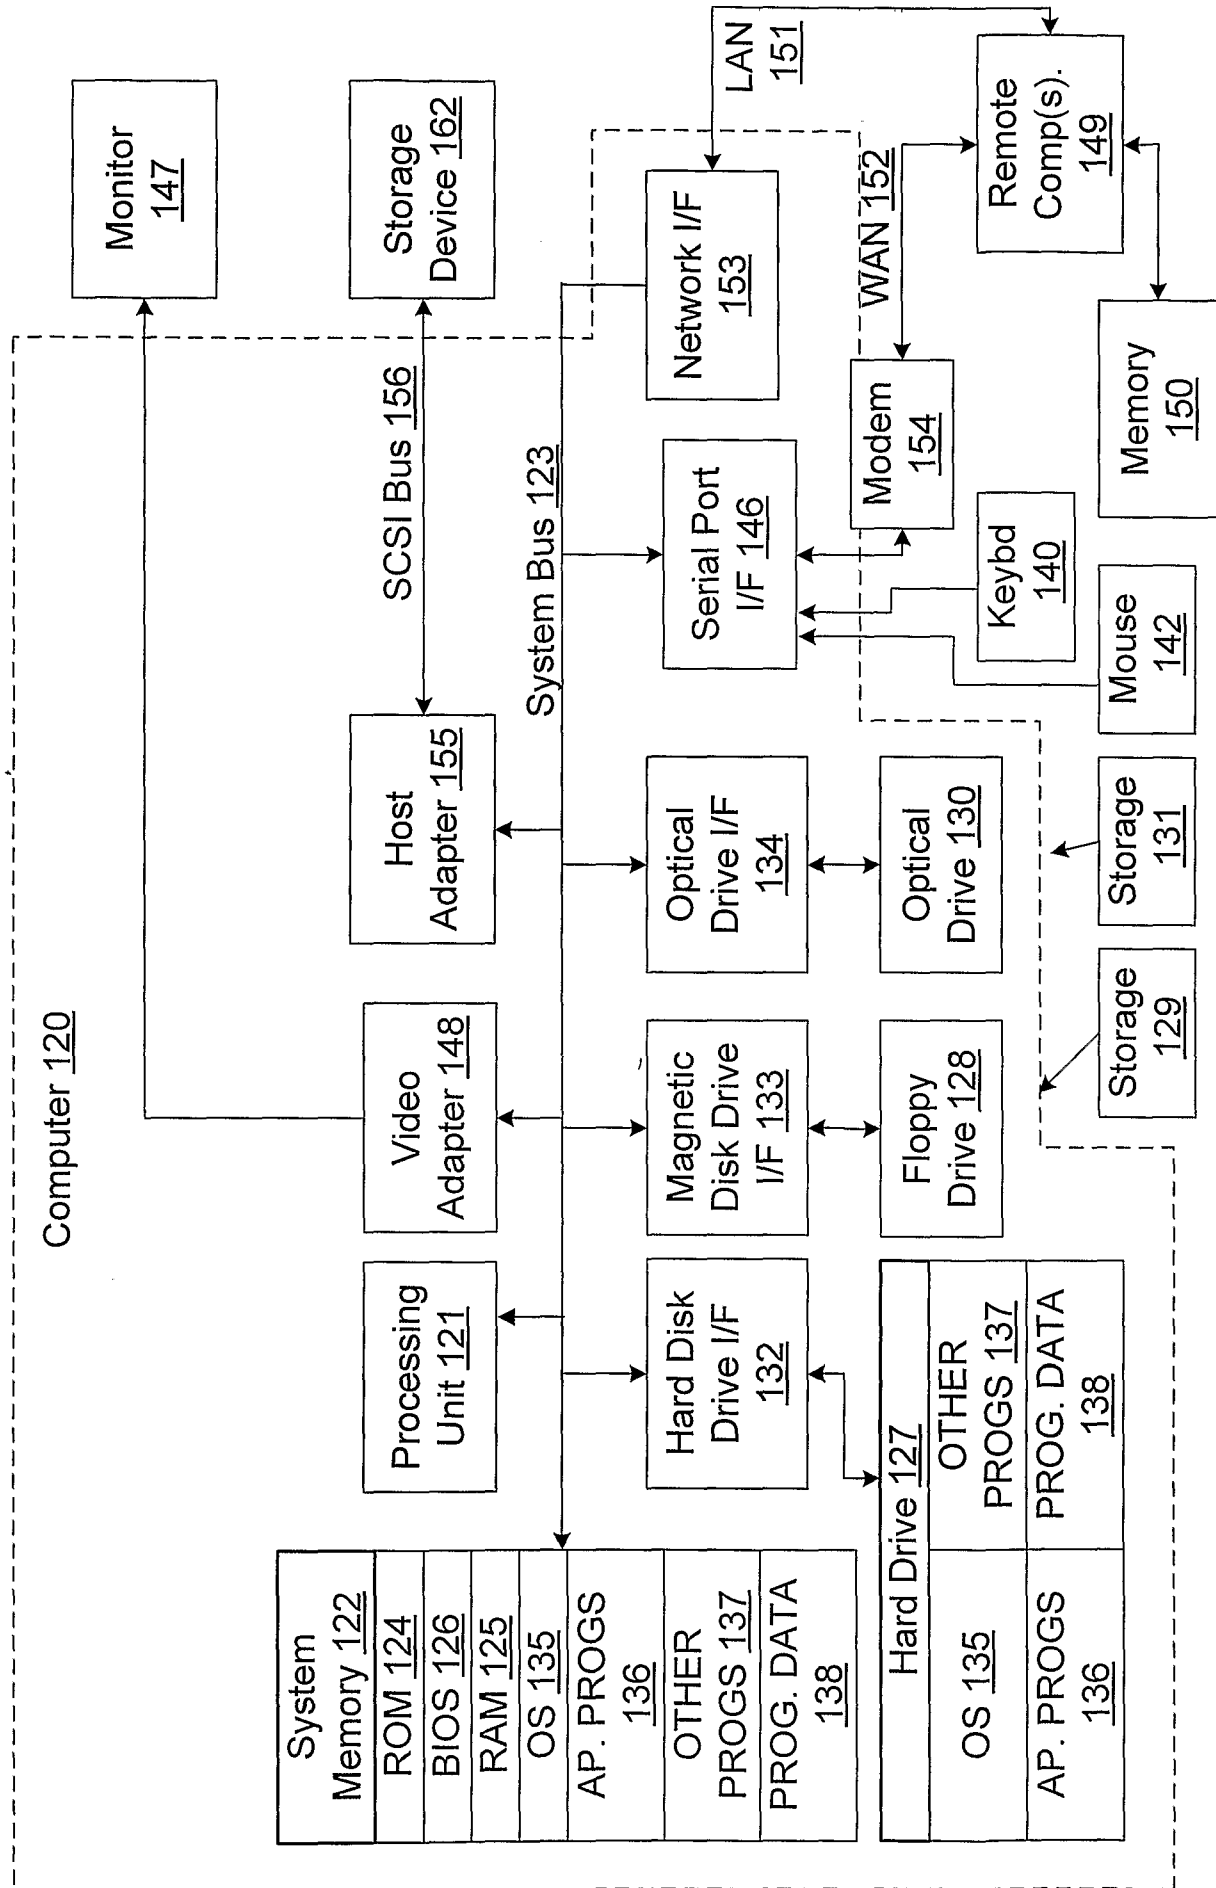 Computer 120
System
Memory 122
ROM 124
BIOS 126
RAM 125
OS 135
AP. PROGS
136
OTHER
PROGS 137
PROG. DATA
138
Processing
Unit 121
Video
Adapter 148
Host
Adapter 155
SCSI Bus 156
Monitor
147
Storage
Device 162
System Bus 123
Hard Disk
Drive I/F
132
Magnetic
Disk Drive
I/F 133
Optical
Drive I/F
134
Serial Port
I/F 146
Network I/F
153
LAN
151
Hard Drive 127
OS 135
OTHER
PROGS 137
AP. PROGS
136
PROG. DATA
138
Floppy
Drive 128
Optical
Drive 130
Modem
154
WAN 152
Remote
Comp(s).
149
Keybd
140
Storage
129
Storage
131
Mouse
142
Memory
150